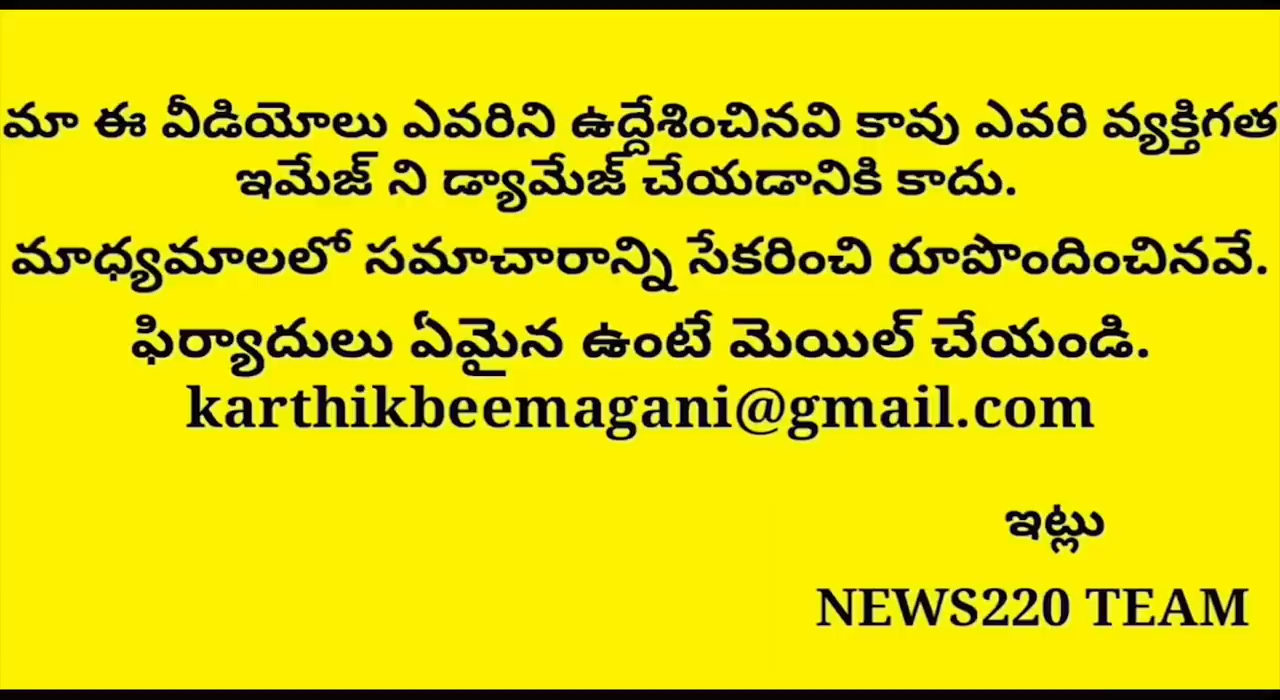 మా ఈ వీడియోలు ఎవరిని ఉద్దేశించినవి కావు ఎవరి వ్యక్తిగత
ఇమేజ్ ని డ్యామేజ్ చేయడానికి కాదు.
మాధ్యమాలలో సమాచారాన్ని సేకరించి రూపొందించినవే.
ఫిర్యాదులు ఏమైన ఉంటే మెయిల్ చేయండి.
karthikbeemagani@gmail.com
ఇట్లు
NEWS220 TEAM